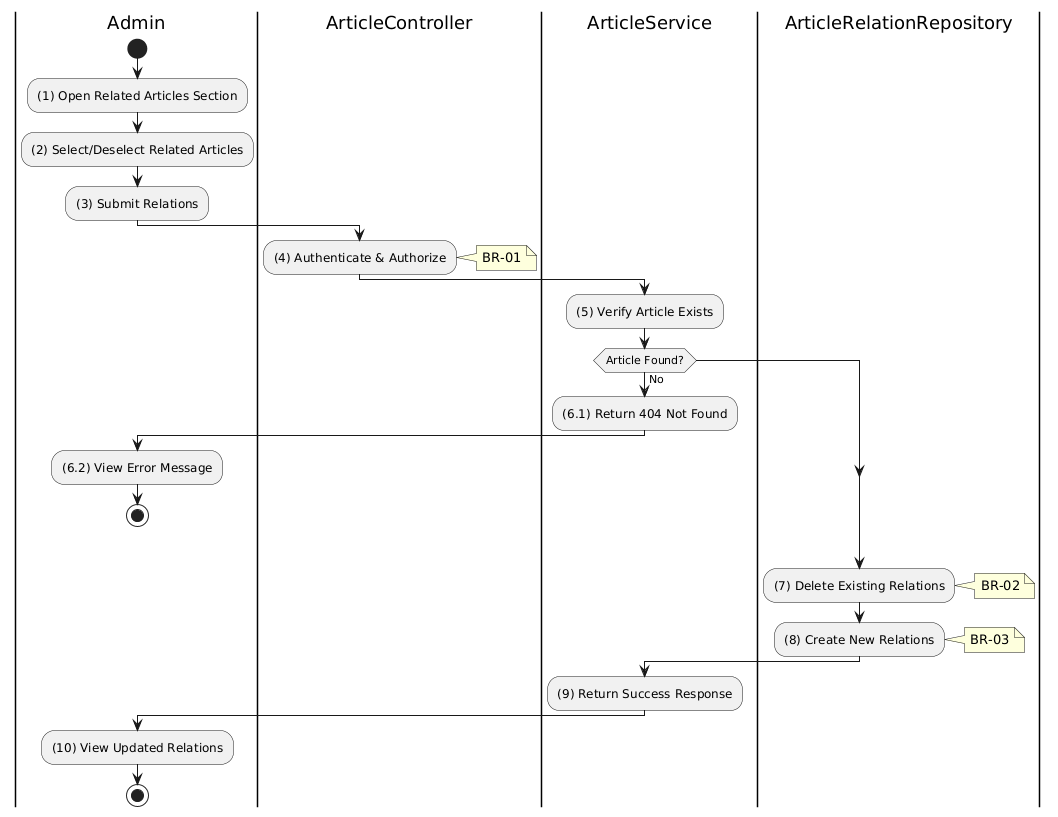 Admin
ArticleController
ArticleService
ArticleRelationRepository
(1) Open Related Articles Section
(2) Select/Deselect Related Articles
(3) Submit Relations
(4) Authenticate & Authorize
BR-01
(5) Verify Article Exists
Article Found?
No
(6.1) Return 404 Not Found
(6.2) View Error Message
(7) Delete Existing Relations
BR-02
(8) Create New Relations
BR-03
(9) Return Success Response
(10) View Updated Relations